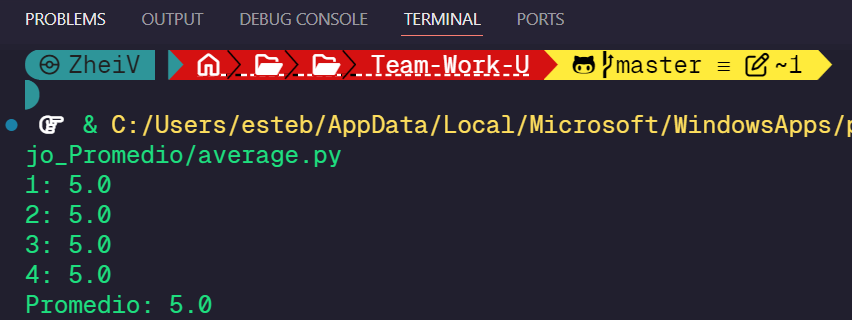 PROBLEMS OUTPUT DEBUG CONSOLE TERMINAL PORTS
ZheiV Team-Work-U master ≡ ~1
& C:/Users/esteb/AppData/Local/Microsoft/WindowsApps/
jo_Promedio/average.py
1: 5.0
2: 5.0
3: 5.0
4: 5.0
Promedio: 5.0